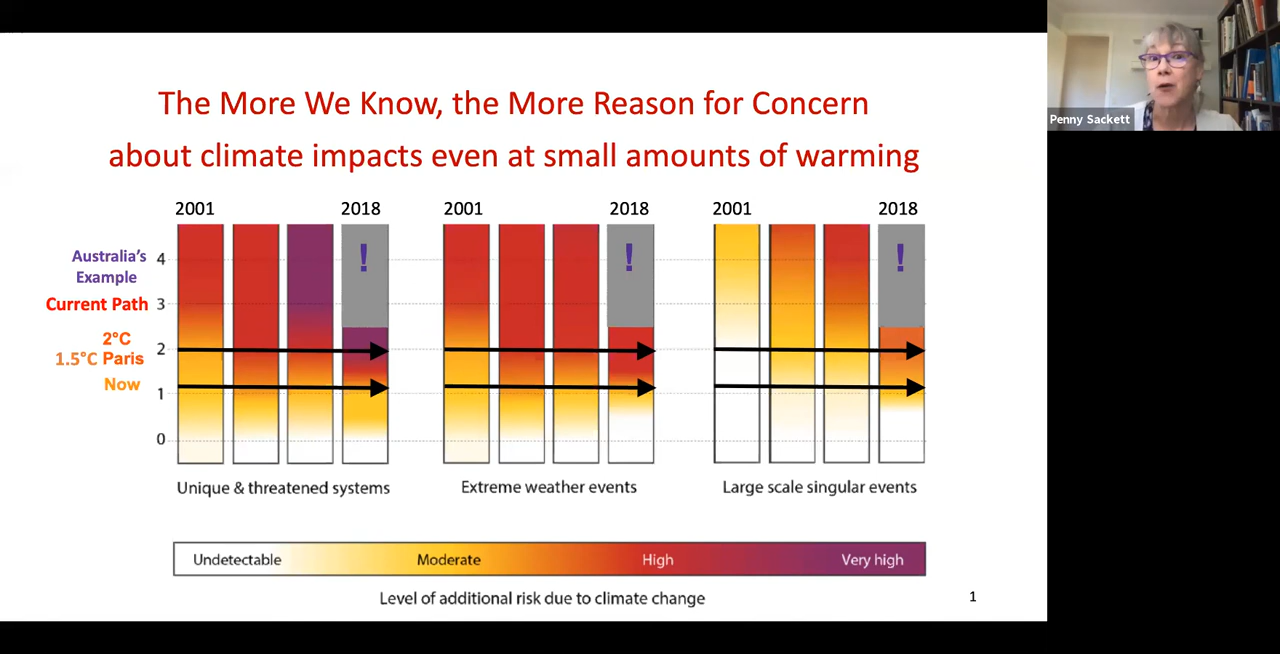 The More We Know, the More Reason for Concern
about climate impacts even at small amounts of warming
Penny Sackett
2001 2018 2001 2018 2001 2018
Australia's
Example
4 ! ! !
Current Path 3
2°C
2
1.5°C Paris
Now
1
0
Unique & threatened systems Extreme weather events Large scale singular events
Undetectable Moderate High Very high
Level of additional risk due to climate change
1